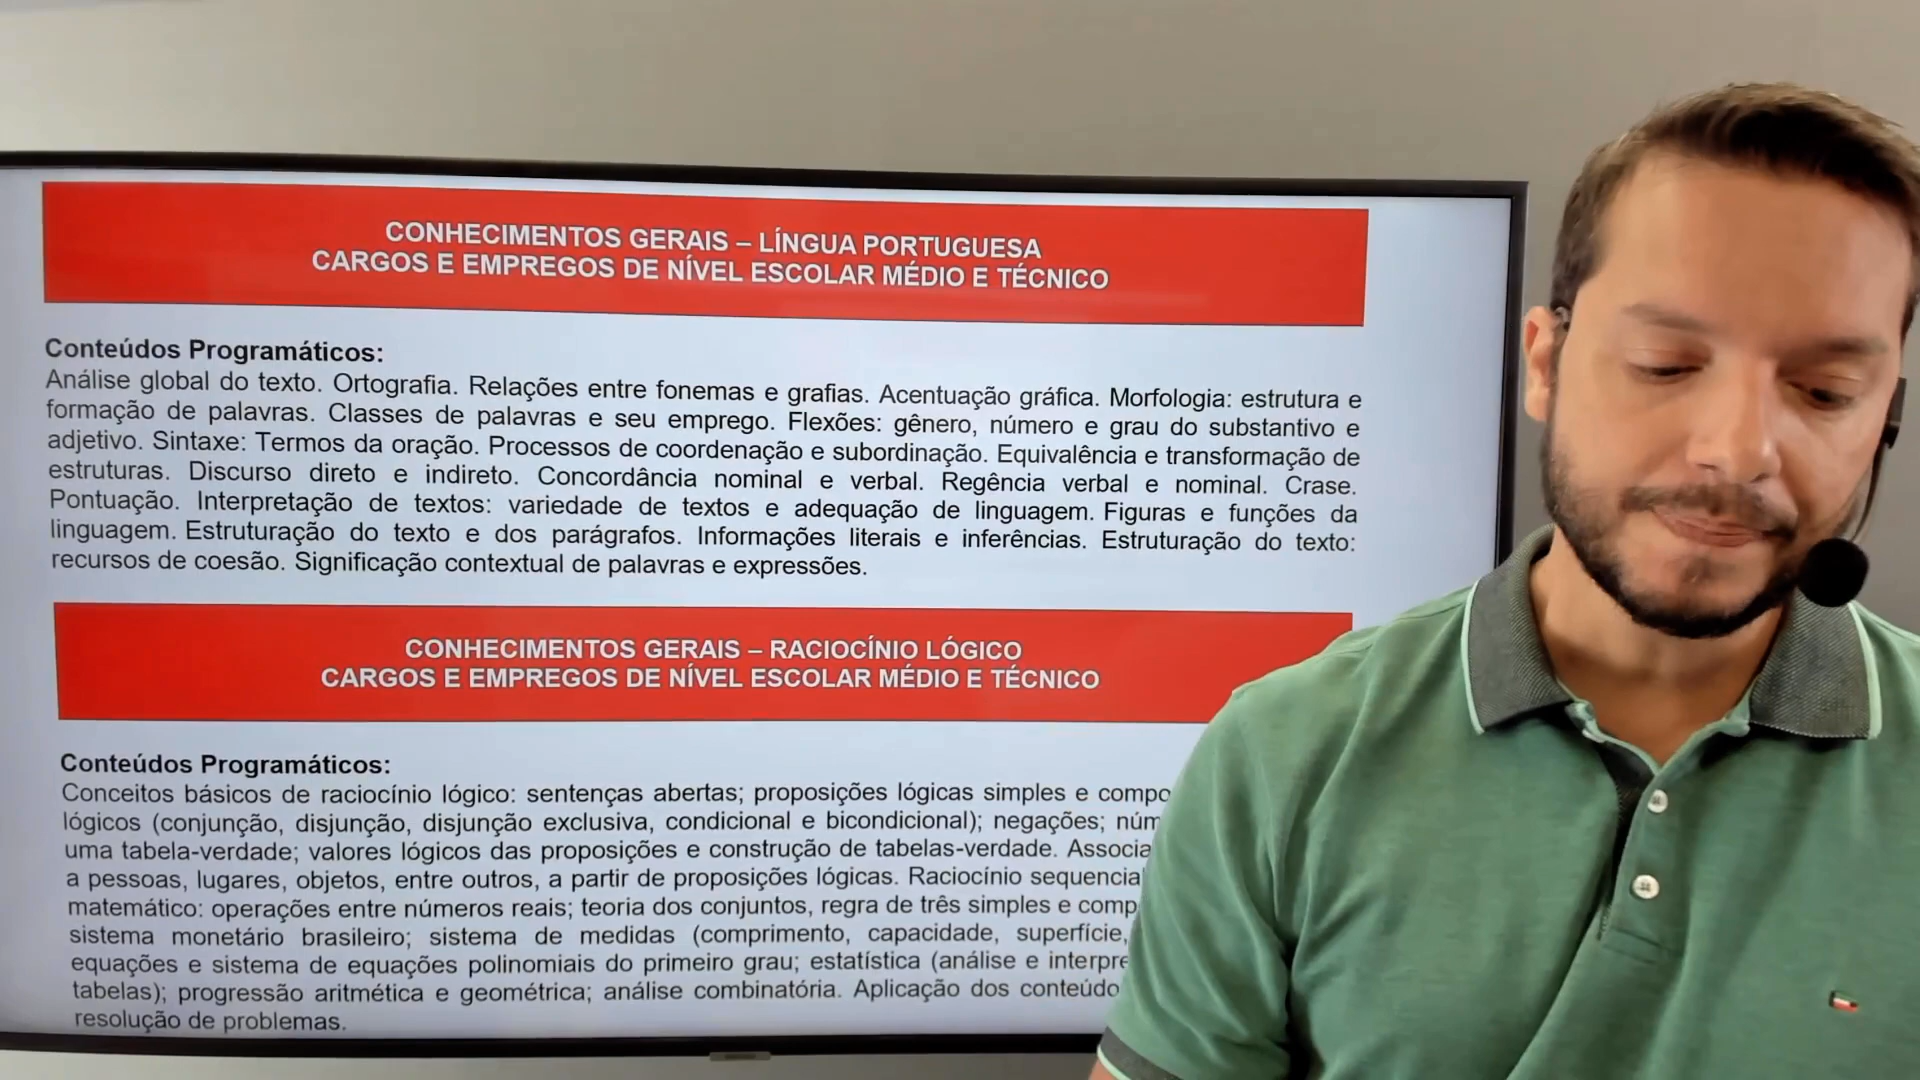 CONHECIMENTOS GERAIS – LÍNGUA PORTUGUESA
CARGOS E EMPREGOS DE NÍVEL ESCOLAR MÉDIO E TÉCNICO
Conteúdos Programáticos:
Análise global do texto. Ortografia. Relações entre fonemas e grafias. Acentuação gráfica. Morfologia: estrutura e
formação de palavras. Classes de palavras e seu emprego. Flexões: gênero, número e grau do substantivo e
adjetivo. Sintaxe: Termos da oração. Processos de coordenação e subordinação. Equivalência e transformação de
estruturas. Discurso direto e indireto. Concordância nominal e verbal. Regência verbal e nominal. Crase.
Pontuação. Interpretação de textos: variedade de textos e adequação de linguagem. Figuras e funções da
linguagem. Estruturação do texto e dos parágrafos. Informações literais e inferências. Estruturação do texto:
recursos de coesão. Significação contextual de palavras e expressões.
CONHECIMENTOS GERAIS – RACIOCÍNIO LÓGICO
CARGOS E EMPREGOS DE NÍVEL ESCOLAR MÉDIO E TÉCNICO
Conteúdos Programáticos:
Conceitos básicos de raciocínio lógico: sentenças abertas; proposições lógicas simples e
lógicos (conjunção, disjunção, disjunção exclusiva, condicional e bicondicional); negações;
uma tabela-verdade; valores lógicos das proposições e construção de tabelas-verdade.
a pessoas, lugares, objetos, entre outros, a partir de proposições lógicas. Raciocínio sequencial
matemático: operações entre números reais; teoria dos conjuntos, regra de três simples e
sistema monetário brasileiro; sistema de medidas (comprimento, capacidade, superfície,
equações e sistema de equações polinomiais do primeiro grau; estatística (análise e
tabelas); progressão aritmética e geométrica; análise combinatória. Aplicação dos
resolução de problemas.